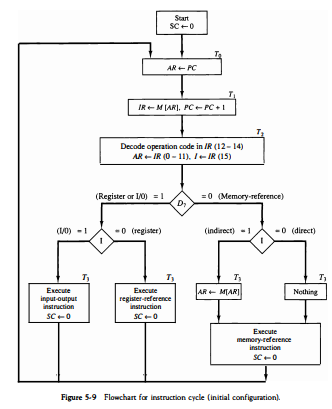 Start
SC ← 0
T₀
AR ← PC
T₁
IR ← M [AR], PC ← PC + 1
T₂
Decode operation code in IR (12 – 14)
AR ← IR (0 – 11), I ← IR (15)
(Register or I/0) = 1
D₇
= 0 (Memory-reference)
(I/0) = 1
I
= 0 (register)
(indirect) = 1
I
= 0 (direct)
T₃
T₃
T₃
T₃
Execute
input-output
instruction
SC ← 0
Execute
register-reference
instruction
SC ← 0
AR ← M[AR]
Nothing
Execute
memory-reference
instruction
SC ← 0
Figure 5-9 Flowchart for instruction cycle (initial configuration).